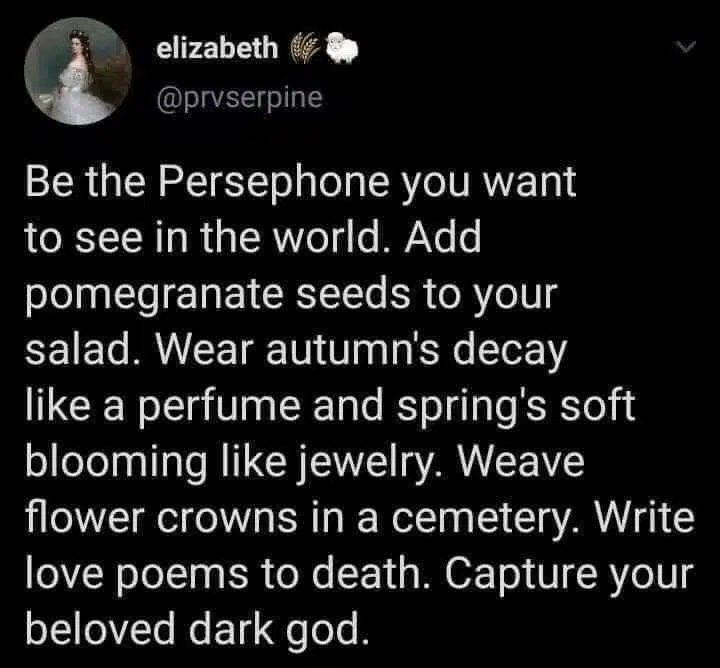 elizabeth 🌾🐑
@prvserpine
Be the Persephone you want
to see in the world. Add
pomegranate seeds to your
salad. Wear autumn's decay
like a perfume and spring's soft
blooming like jewelry. Weave
flower crowns in a cemetery. Write
love poems to death. Capture your
beloved dark god.